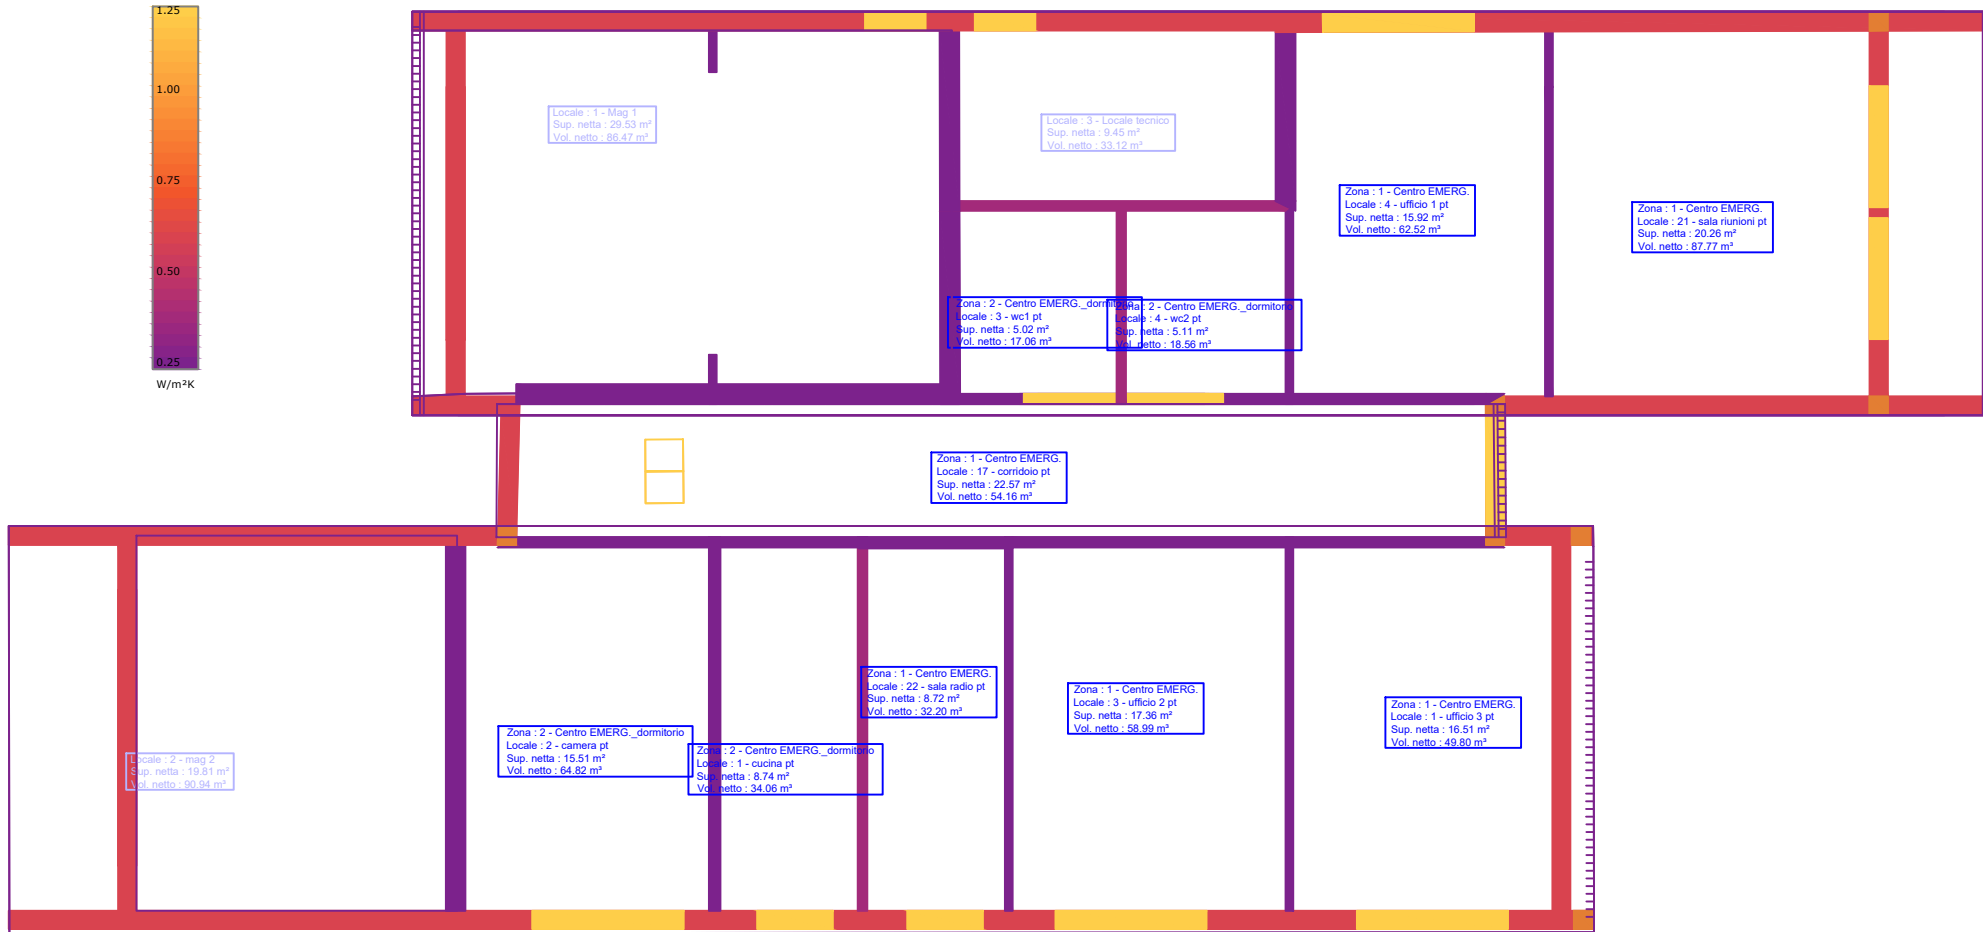 1.25
1.00
0.75
0.50
0.25
W/m²K
Locale : 1 - Mag 1
Sup. netta : 29.53 m²
Vol. netto : 86.47 m³
Locale : 3 - Locale tecnico
Sup. netta : 9.45 m²
Vol. netto : 33.12 m³
Zona : 1 - Centro EMERG.
Locale : 4 - ufficio 1 pt
Sup. netta : 15.92 m²
Vol. netto : 62.52 m³
Zona : 1 - Centro EMERG.
Locale : 21 - sala riunioni pt
Sup. netta : 20.26 m²
Vol. netto : 87.77 m³
Zona : 2 - Centro EMERG._dormitorio
Locale : 3 - wc1 pt
Sup. netta : 5.02 m²
Vol. netto : 17.06 m³
Zona : 2 - Centro EMERG._dormitorio
Locale : 4 - wc2 pt
Sup. netta : 5.11 m²
Vol. netto : 18.56 m³
Zona : 1 - Centro EMERG.
Locale : 17 - corridoio pt
Sup. netta : 22.57 m²
Vol. netto : 54.16 m³
Locale : 2 - mag 2
Sup. netta : 19.81 m²
Vol. netto : 90.94 m³
Zona : 2 - Centro EMERG._dormitorio
Locale : 2 - camera pt
Sup. netta : 15.51 m²
Vol. netto : 64.82 m³
Zona : 2 - Centro EMERG._dormitorio
Locale : 1 - cucina pt
Sup. netta : 8.74 m²
Vol. netto : 34.06 m³
Zona : 1 - Centro EMERG.
Locale : 22 - sala radio pt
Sup. netta : 8.72 m²
Vol. netto : 32.20 m³
Zona : 1 - Centro EMERG.
Locale : 3 - ufficio 2 pt
Sup. netta : 17.36 m²
Vol. netto : 58.99 m³
Zona : 1 - Centro EMERG.
Locale : 1 - ufficio 3 pt
Sup. netta : 16.51 m²
Vol. netto : 49.80 m³